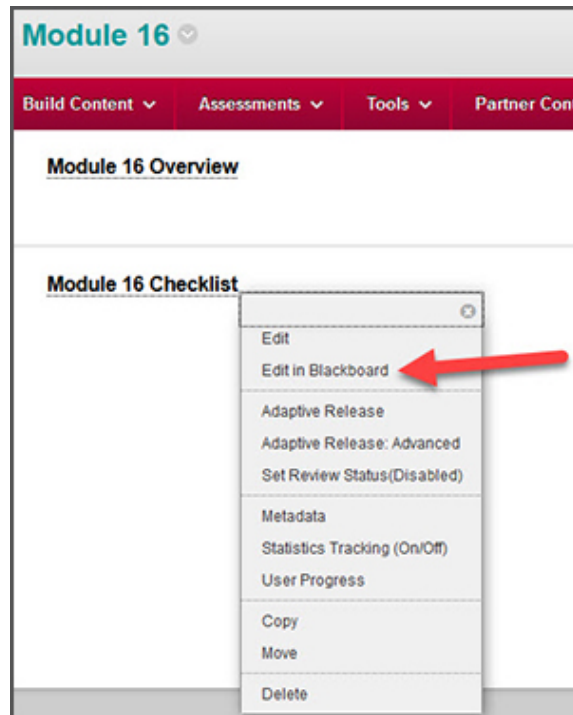 Module 16
Build Content Assessments Tools Partner
Module 16 Overview
Module 16 Checklist
Edit
Edit in Blackboard
Adaptive Release
Adaptive Release: Advanced
Set Review Status(Disabled)
Metadata
Statistics Tracking (On/Off)
User Progress
Copy
Move
Delete